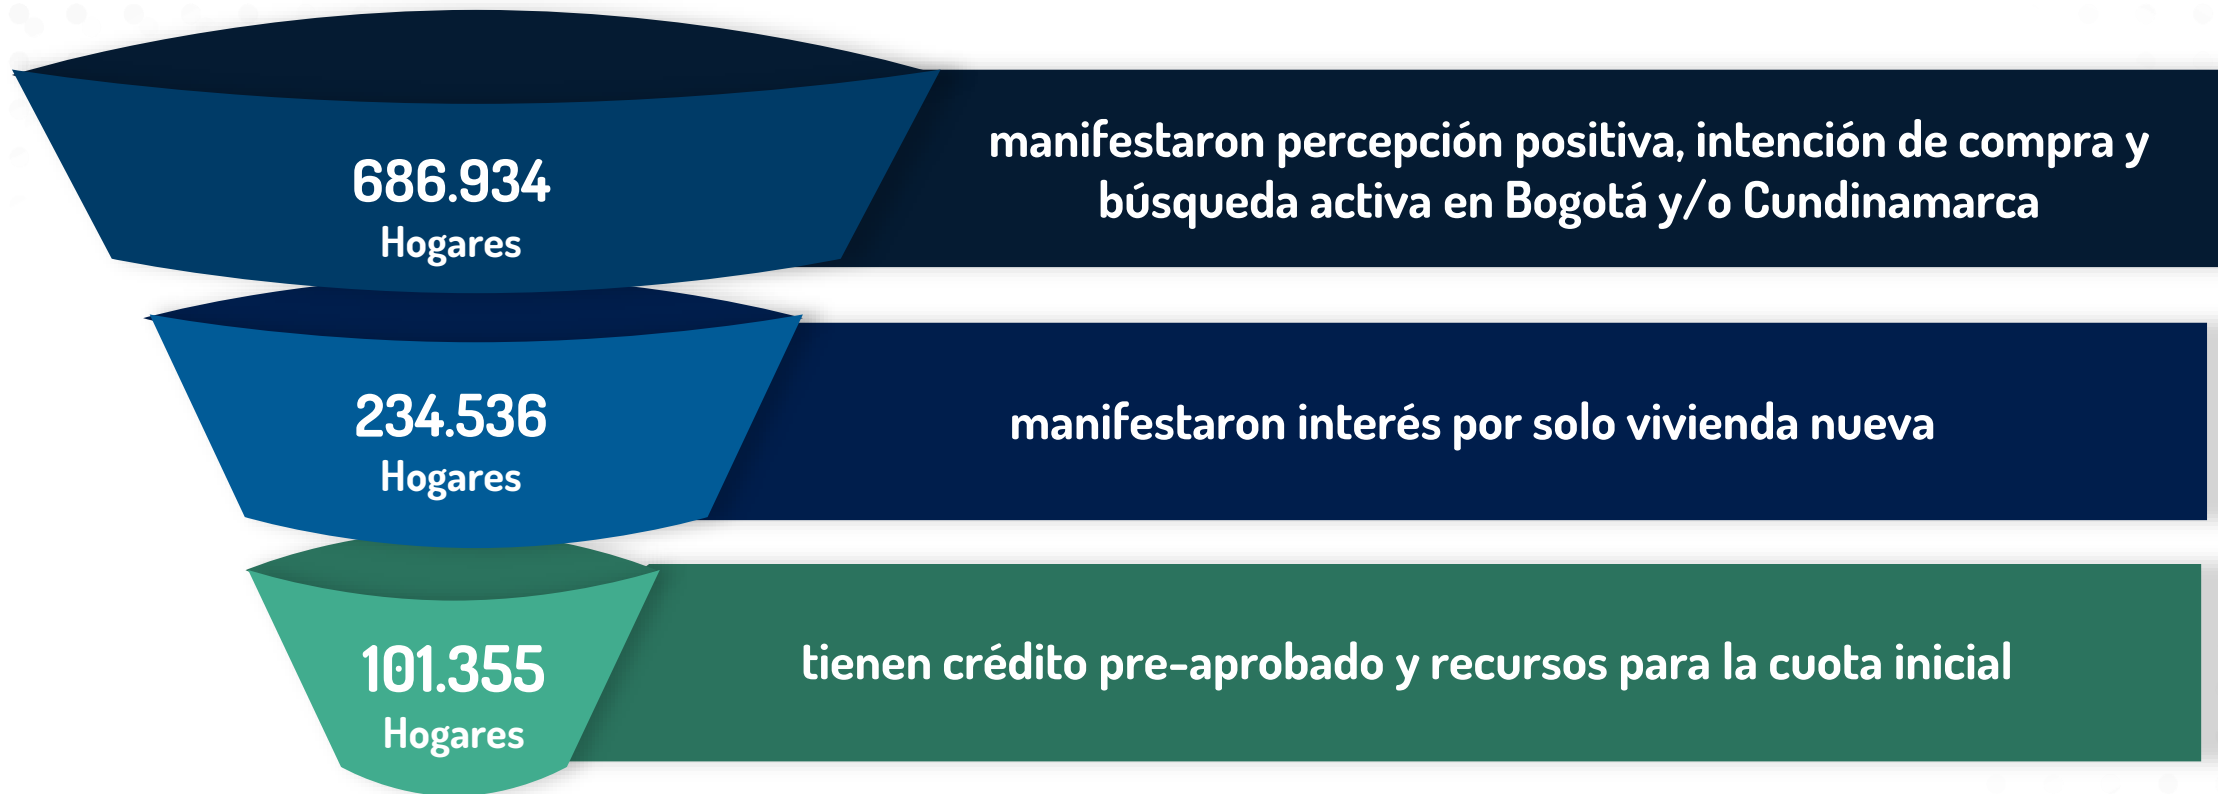 686.934
Hogares
manifestaron percepción positiva, intención de compra y
búsqueda activa en Bogotá y/o Cundinamarca
234.536
Hogares
manifestaron interés por solo vivienda nueva
101.355
Hogares
tienen crédito pre-aprobado y recursos para la cuota inicial